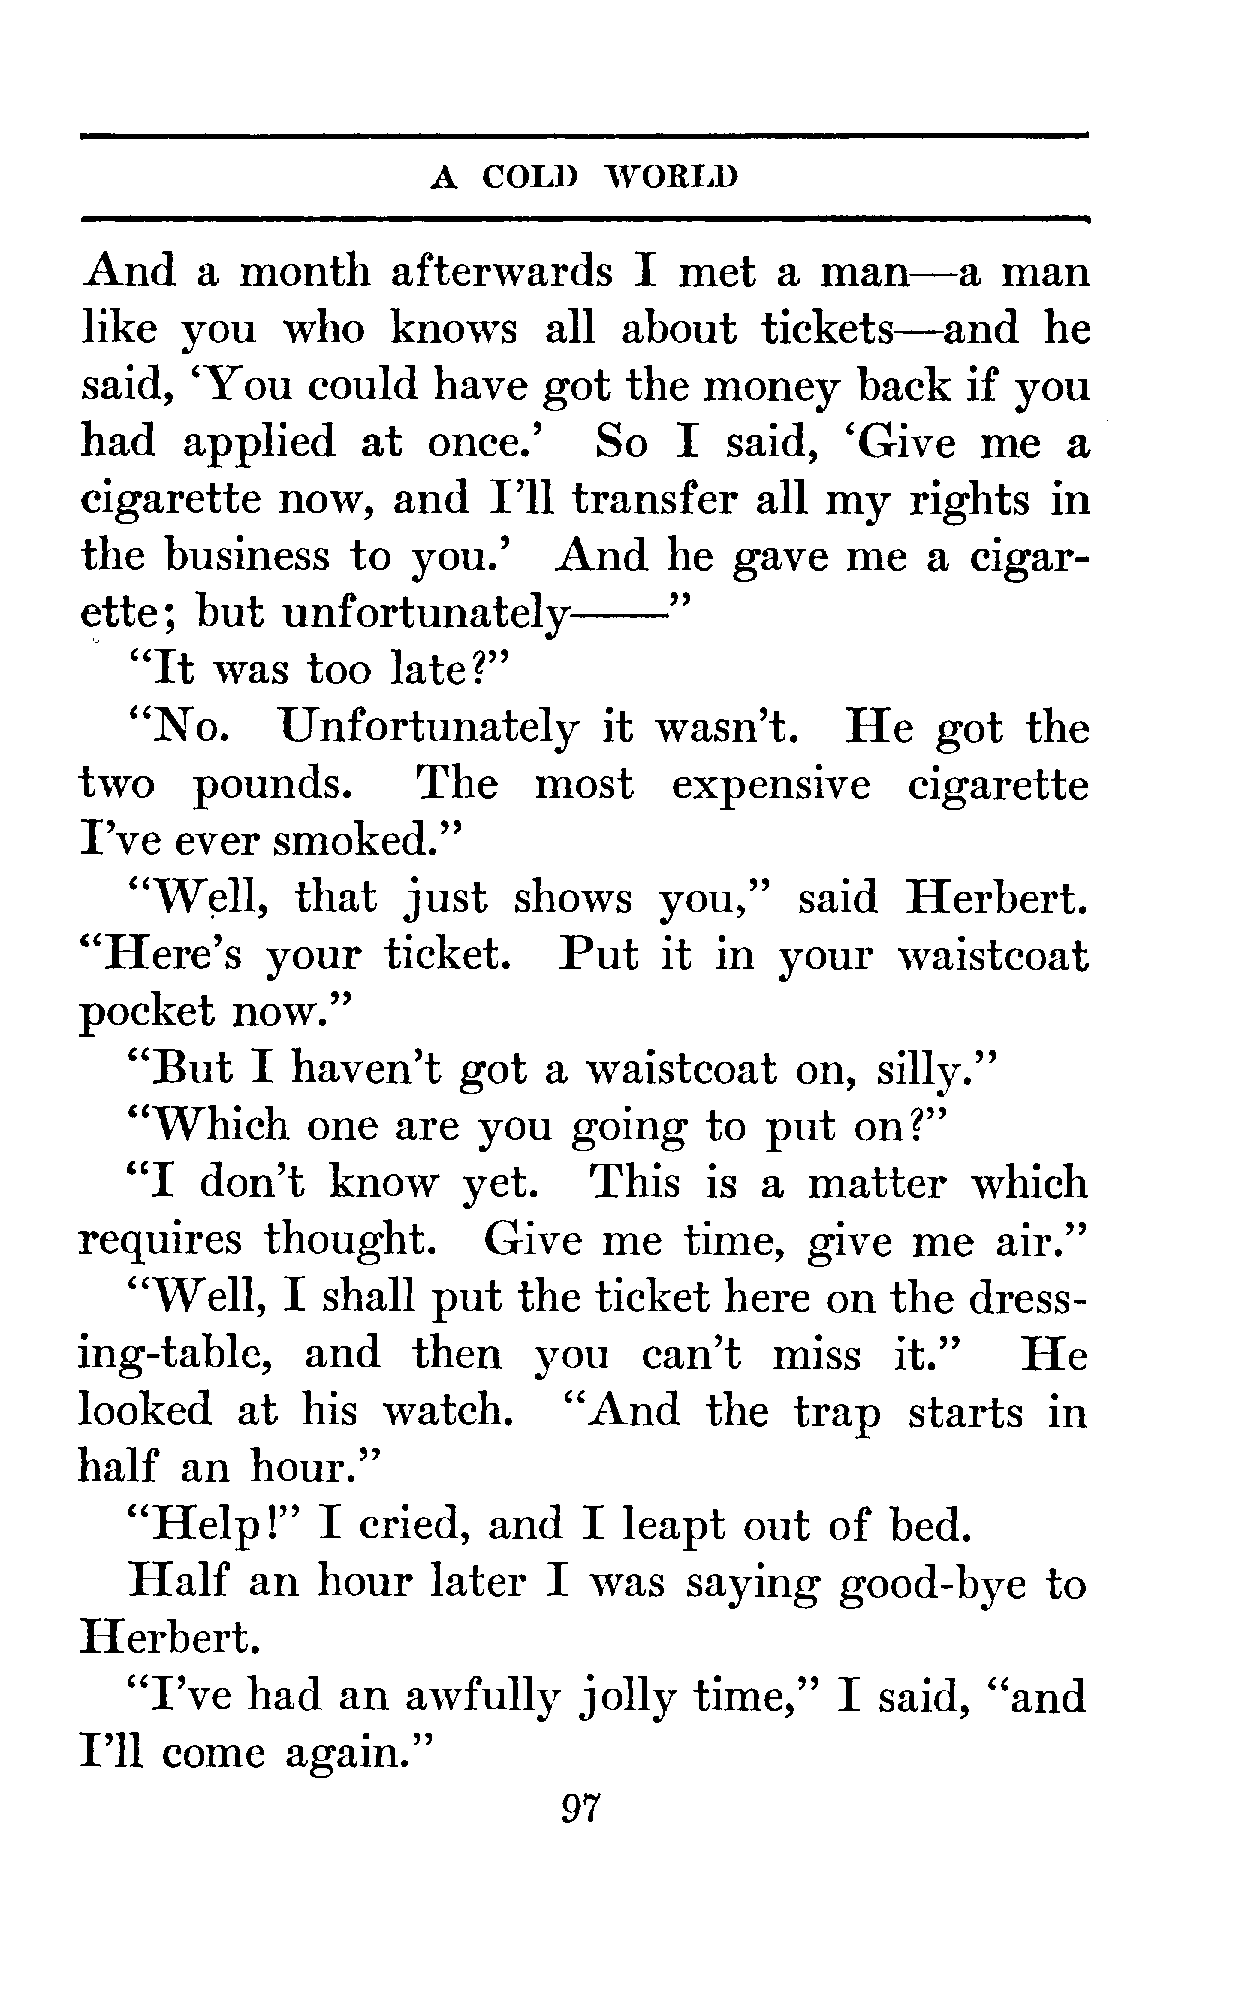 A COLD WORLD
And a month afterwards I met a man—a man
like you who knows all about tickets—and he
said, ‘You could have got the money back if you
had applied at once.’ So I said, ‘Give me a
cigarette now, and I’ll transfer all my rights in
the business to you.’ And he gave me a cigar-
ette; but unfortunately——”
“It was too late?”
“No. Unfortunately it wasn’t. He got the
two pounds. The most expensive cigarette
I’ve ever smoked.”
“Well, that just shows you,” said Herbert.
“Here’s your ticket. Put it in your waistcoat
pocket now.”
“But I haven’t got a waistcoat on, silly.”
“Which one are you going to put on?”
“I don’t know yet. This is a matter which
requires thought. Give me time, give me air.”
“Well, I shall put the ticket here on the dress-
ing-table, and then you can’t miss it.” He
looked at his watch. “And the trap starts in
half an hour.”
“Help!” I cried, and I leapt out of bed.
Half an hour later I was saying good-bye to
Herbert.
“I’ve had an awfully jolly time,” I said, “and
I’ll come again.”
97